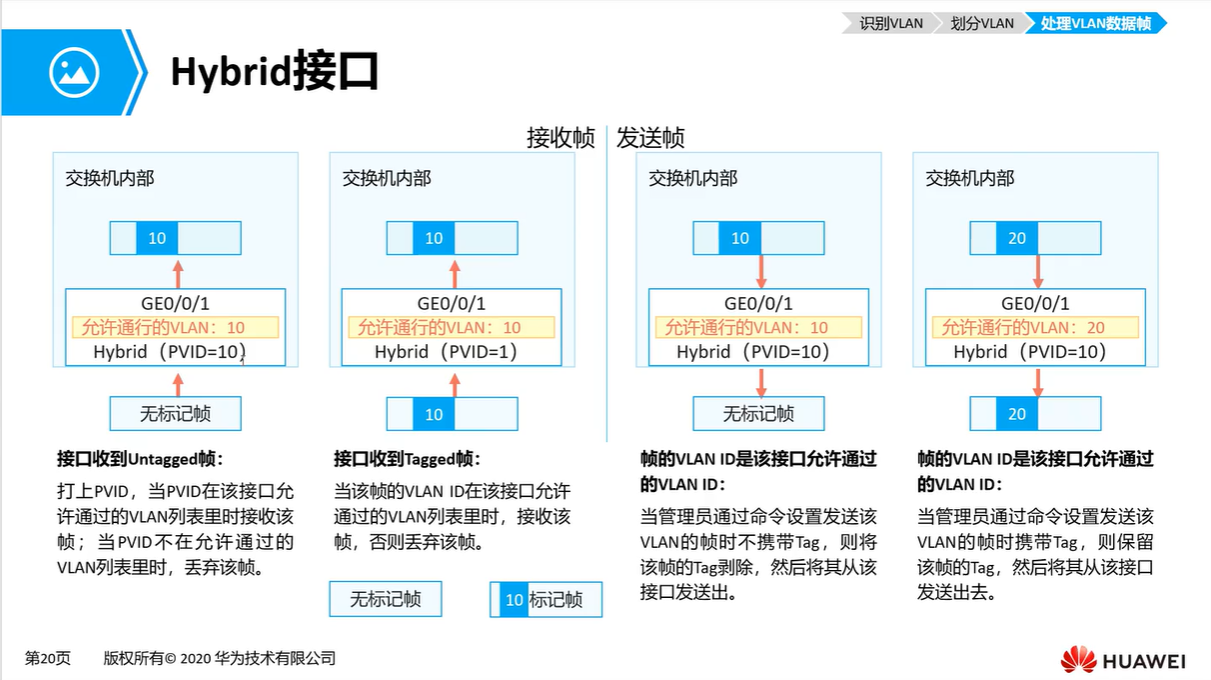 识别VLAN
划分VLAN
处理VLAN数据帧
Hybrid接口
接收帧
发送帧
交换机内部
10
GE0/0/1
允许通行的VLAN：10
Hybrid（PVID=10）
无标记帧
接口收到Untagged帧：
打上PVID，当PVID在该接口允
许通过的VLAN列表里时接收该
帧；当PVID不在允许通过的
VLAN列表里时，丢弃该帧。
交换机内部
10
GE0/0/1
允许通行的VLAN：10
Hybrid（PVID=1）
10
接口收到Tagged帧：
当该帧的VLAN ID在该接口允许
通过的VLAN列表里时，接收该
帧，否则丢弃该帧。
无标记帧
10 标记帧
交换机内部
10
GE0/0/1
允许通行的VLAN：10
Hybrid（PVID=10）
无标记帧
帧的VLAN ID是该接口允许通过
的VLAN ID：
当管理员通过命令设置发送该
VLAN的帧时不携带Tag，则将
该帧的Tag剥除，然后将其从该
接口发送出。
交换机内部
20
GE0/0/1
允许通行的VLAN：20
Hybrid（PVID=10）
20
帧的VLAN ID是该接口允许通过
的VLAN ID：
当管理员通过命令设置发送该
VLAN的帧时携带Tag，则保留
该帧的Tag，然后将其从该接口
发送出去。
第20页
版权所有© 2020 华为技术有限公司
HUAWEI